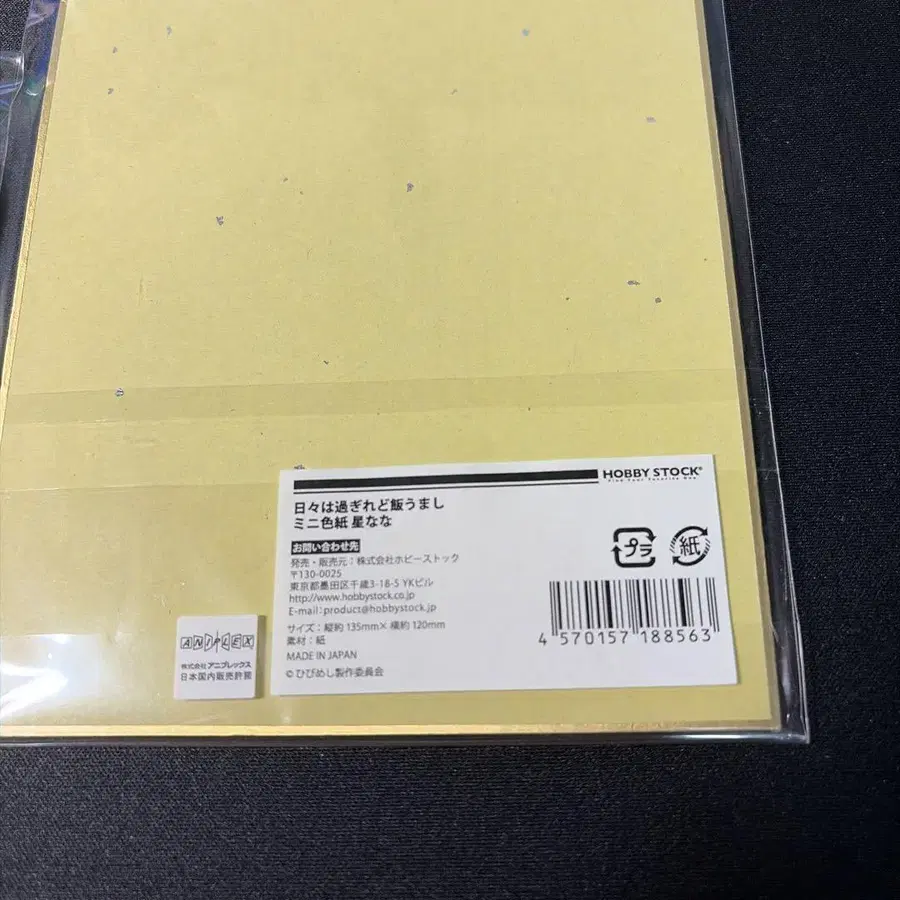 HOBBY STOCK®
Find Your Favorite One
日々は過ぎれど飯うまし
ミニ色紙 星なな
お問い合わせ先
発売・販売元：株式会社ホビーストック
〒130-0025
東京都墨田区千歳3-18-5 YKビル
http://www.hobbystock.co.jp
E-mail：product@hobbystock.jp
サイズ：縦約 135mm× 横約 120mm
素材：紙
MADE IN JAPAN
© ひびめし製作委員会
プラ
紙
4 570157 188563
ANIPLEX
株式会社 アニプレックス
日本国内販売許諾